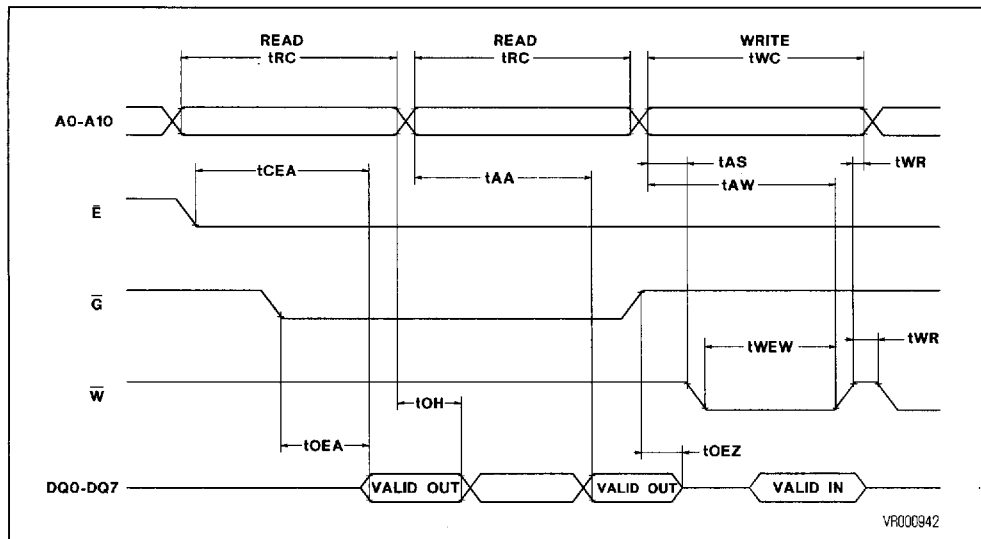 READ READ WRITE
tRC tRC tWC
A0-A10
tAS tWR
tCEA tAA tAW
Ē
G̅
tWEW tWR
W̅
tOH
tOEA tOEZ
DQ0-DQ7 VALID OUT VALID OUT VALID IN
VR000942